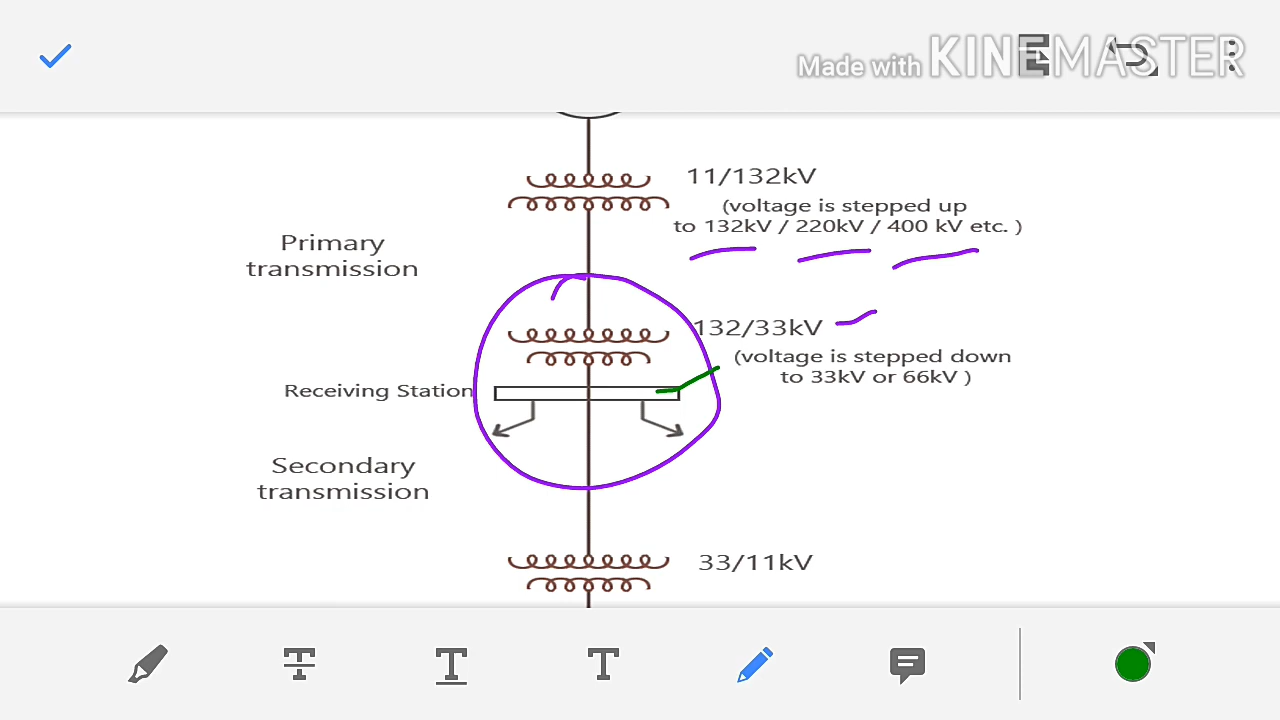 Made with KINEMASTER
11/132kV
(voltage is stepped up
to 132kV / 220kV / 400 kV etc. )
Primary
transmission
132/33kV
(voltage is stepped down
to 33kV or 66kV )
Receiving Station
Secondary
transmission
33/11kV
T
T
T